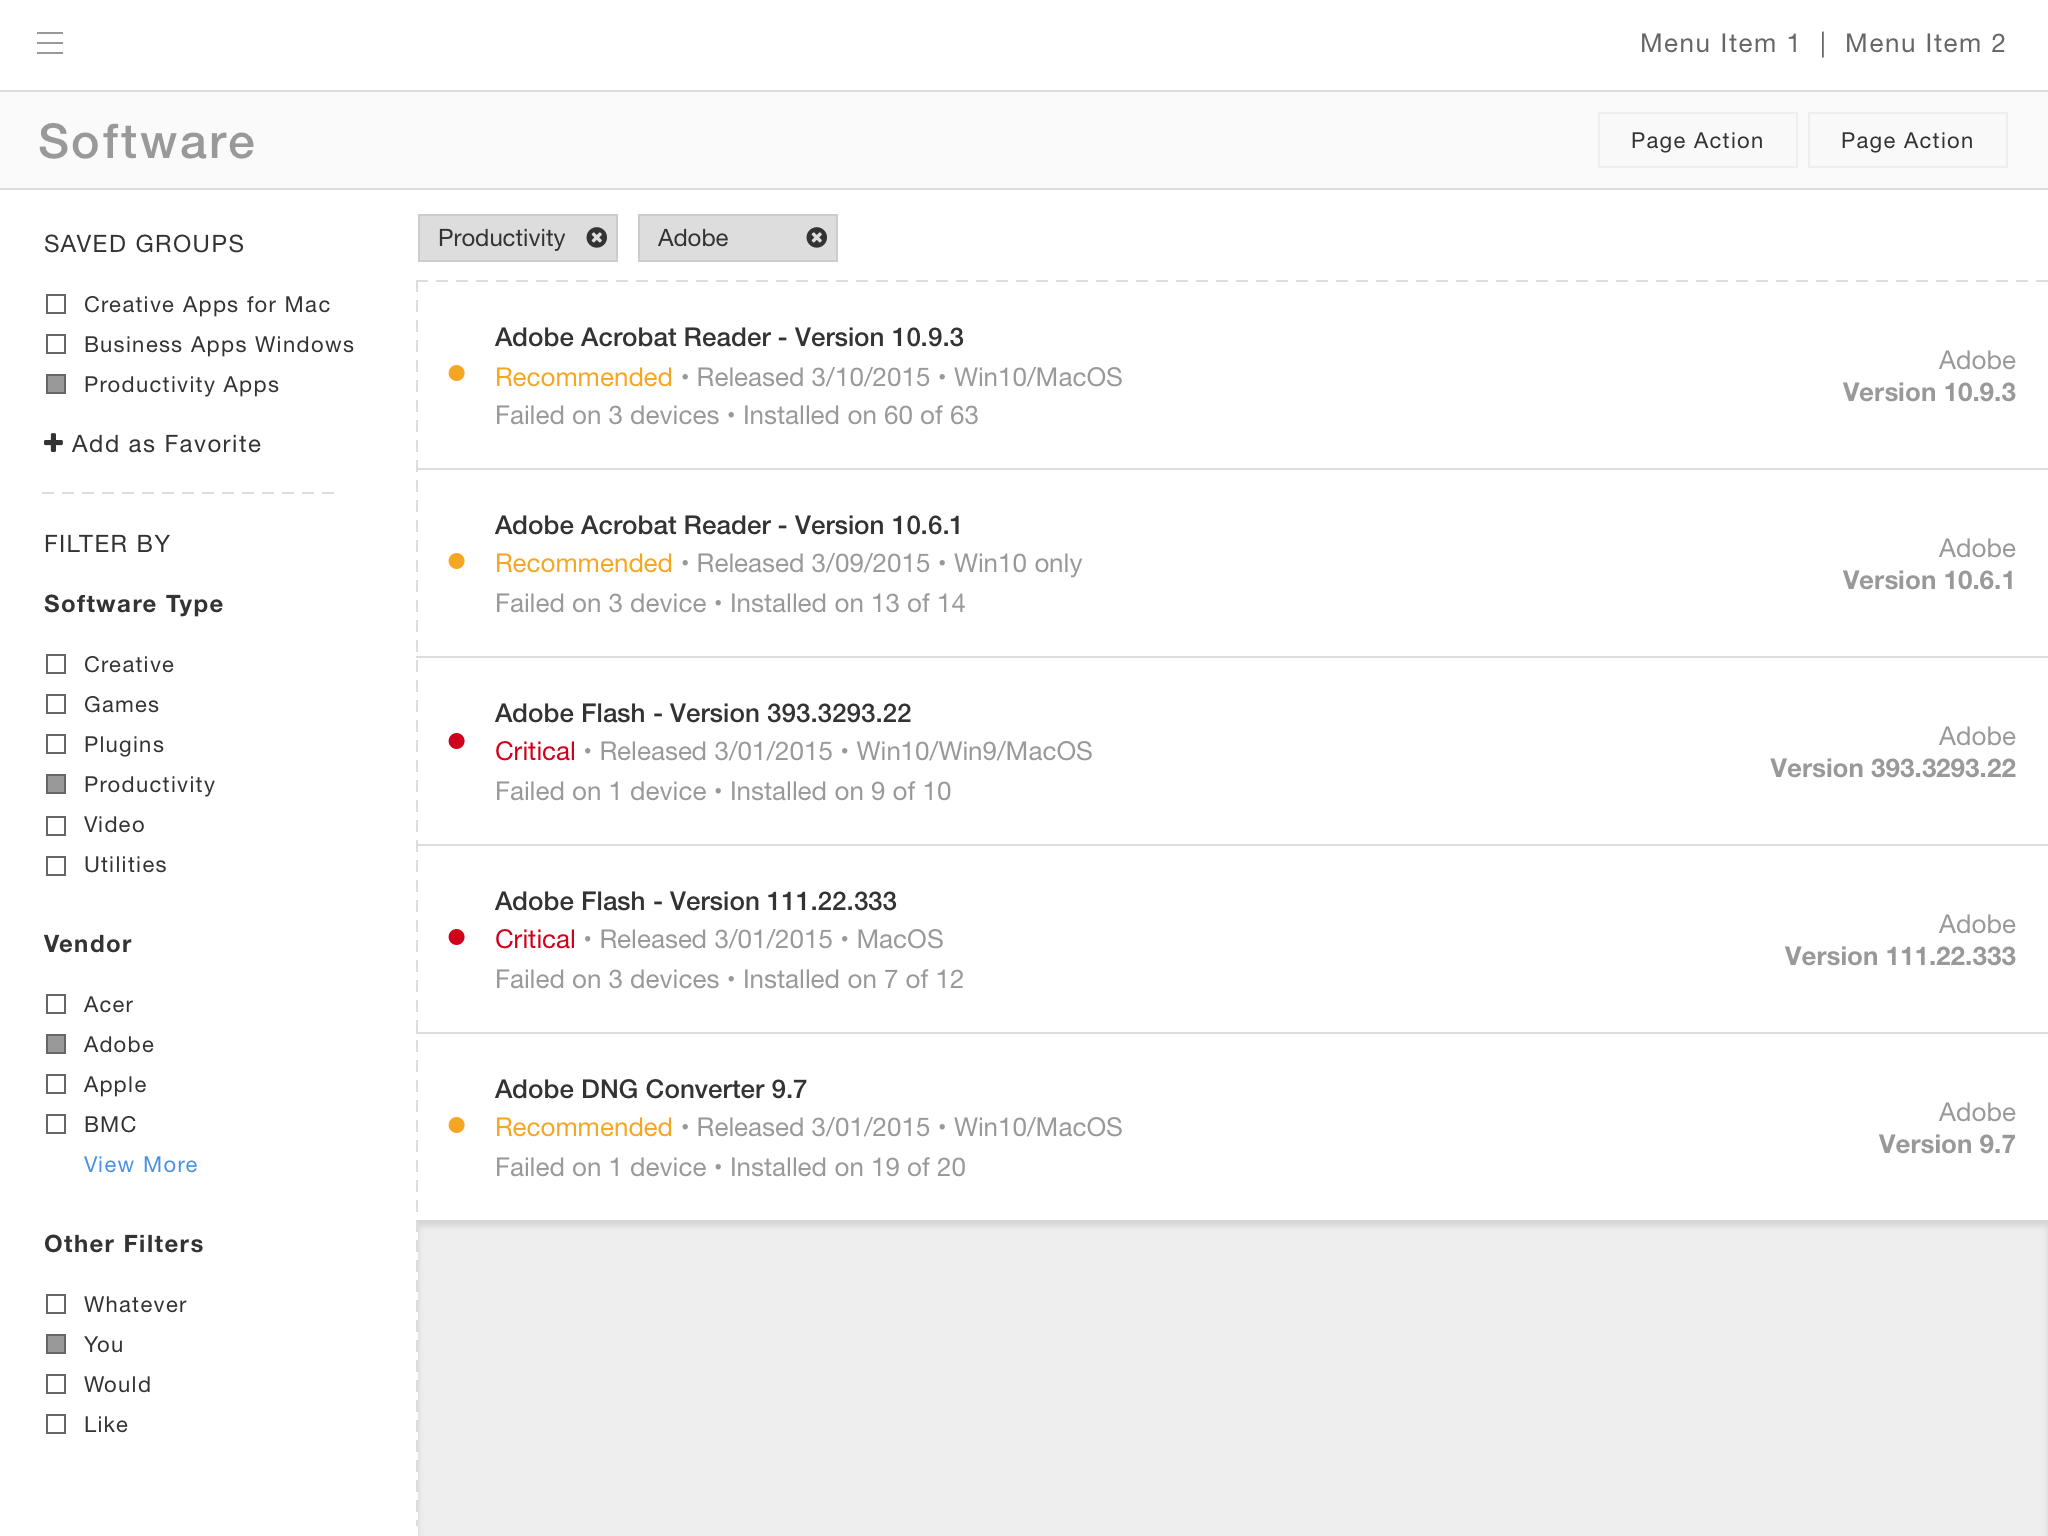 Menu Item 1 | Menu Item 2
Software
Page Action
Page Action
SAVED GROUPS
Creative Apps for Mac
Business Apps Windows
Productivity Apps
Add as Favorite
FILTER BY
Software Type
Creative
Games
Plugins
Productivity
Video
Utilities
Vendor
Acer
Adobe
Apple
BMC
View More
Other Filters
Whatever
You
Would
Like
Productivity
Adobe
Adobe Acrobat Reader - Version 10.9.3
Recommended • Released 3/10/2015 • Win10/MacOS
Failed on 3 devices • Installed on 60 of 63
Adobe
Version 10.9.3
Adobe Acrobat Reader - Version 10.6.1
Recommended • Released 3/09/2015 • Win10 only
Failed on 3 device • Installed on 13 of 14
Adobe
Version 10.6.1
Adobe Flash - Version 393.3293.22
Critical • Released 3/01/2015 • Win10/Win9/MacOS
Failed on 1 device • Installed on 9 of 10
Adobe
Version 393.3293.22
Adobe Flash - Version 111.22.333
Critical • Released 3/01/2015 • MacOS
Failed on 3 devices • Installed on 7 of 12
Adobe
Version 111.22.333
Adobe DNG Converter 9.7
Recommended • Released 3/01/2015 • Win10/MacOS
Failed on 1 device • Installed on 19 of 20
Adobe
Version 9.7